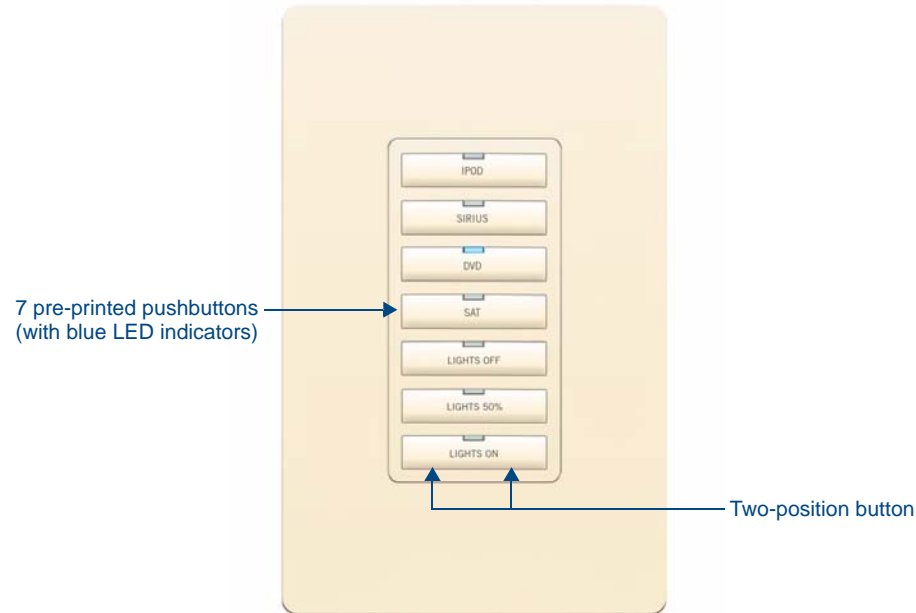 IPOD
SIRIUS
DVD
SAT
LIGHTS OFF
LIGHTS 50%
LIGHTS ON
7 pre-printed pushbuttons
(with blue LED indicators)
Two-position button